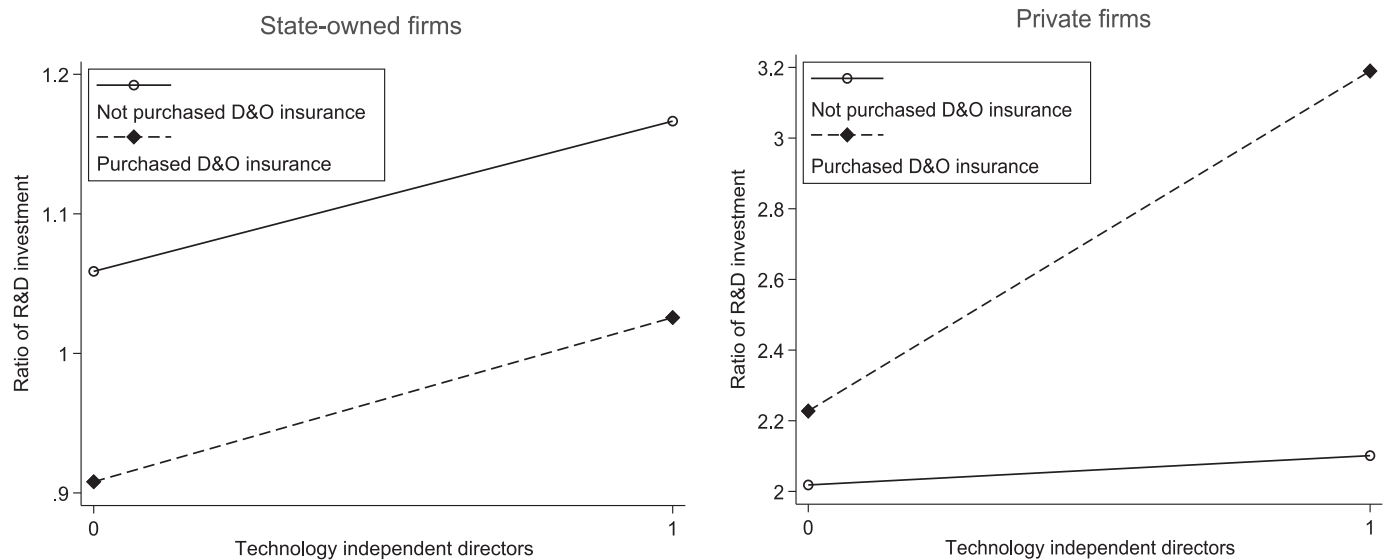 State-owned firms
1.2
1.1
1
.9
Ratio of R&D investment
Not purchased D&O insurance
Purchased D&O insurance
0
1
Technology independent directors
Private firms
3.2
3
2.8
2.6
2.4
2.2
2
Ratio of R&D investment
Not purchased D&O insurance
Purchased D&O insurance
0
1
Technology independent directors